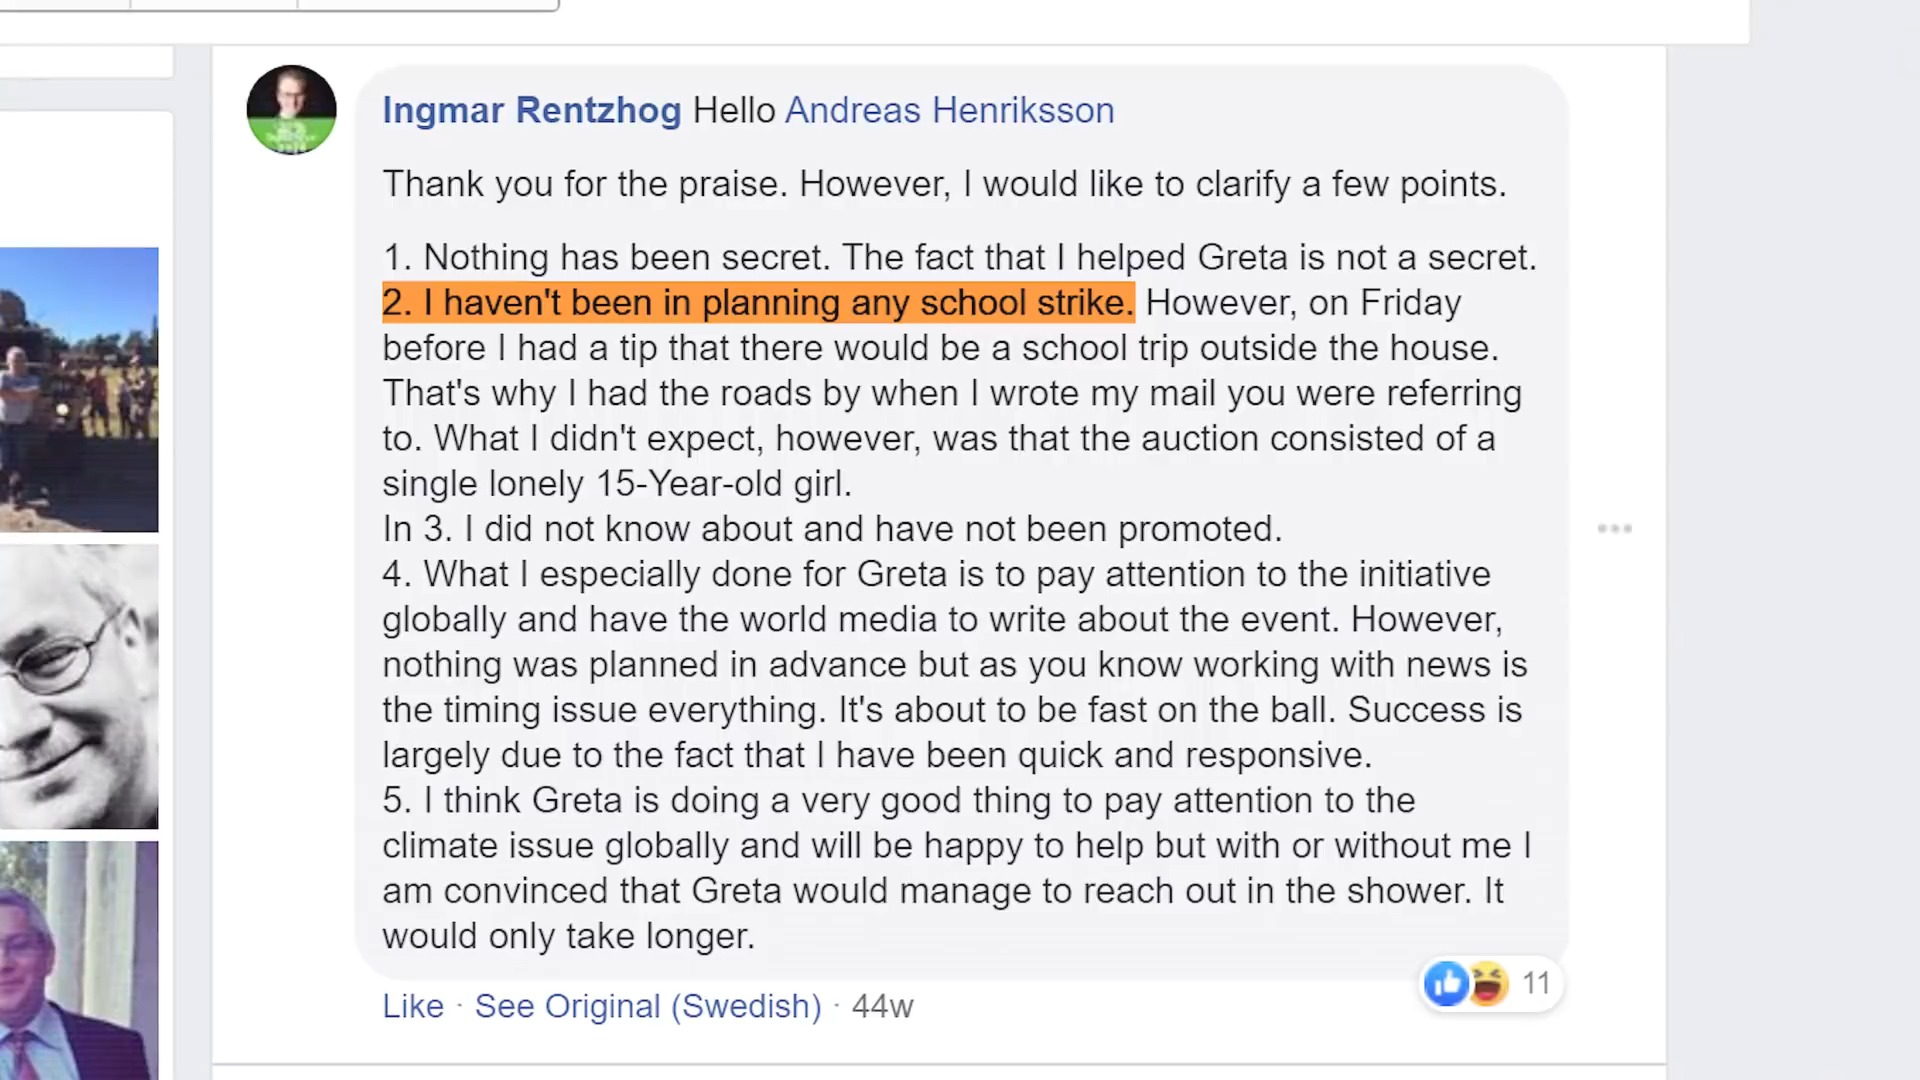 Ingmar Rentzhog Hello Andreas Henriksson
Thank you for the praise. However, I would like to clarify a few points.
1. Nothing has been secret. The fact that I helped Greta is not a secret.
2. I haven't been in planning any school strike. However, on Friday
before I had a tip that there would be a school trip outside the house.
That's why I had the roads by when I wrote my mail you were referring
to. What I didn't expect, however, was that the auction consisted of a
single lonely 15-Year-old girl.
In 3. I did not know about and have not been promoted.
4. What I especially done for Greta is to pay attention to the initiative
globally and have the world media to write about the event. However,
nothing was planned in advance but as you know working with news is
the timing issue everything. It's about to be fast on the ball. Success is
largely due to the fact that I have been quick and responsive.
5. I think Greta is doing a very good thing to pay attention to the
climate issue globally and will be happy to help but with or without me I
am convinced that Greta would manage to reach out in the shower. It
would only take longer.
11
Like · See Original (Swedish) · 44w